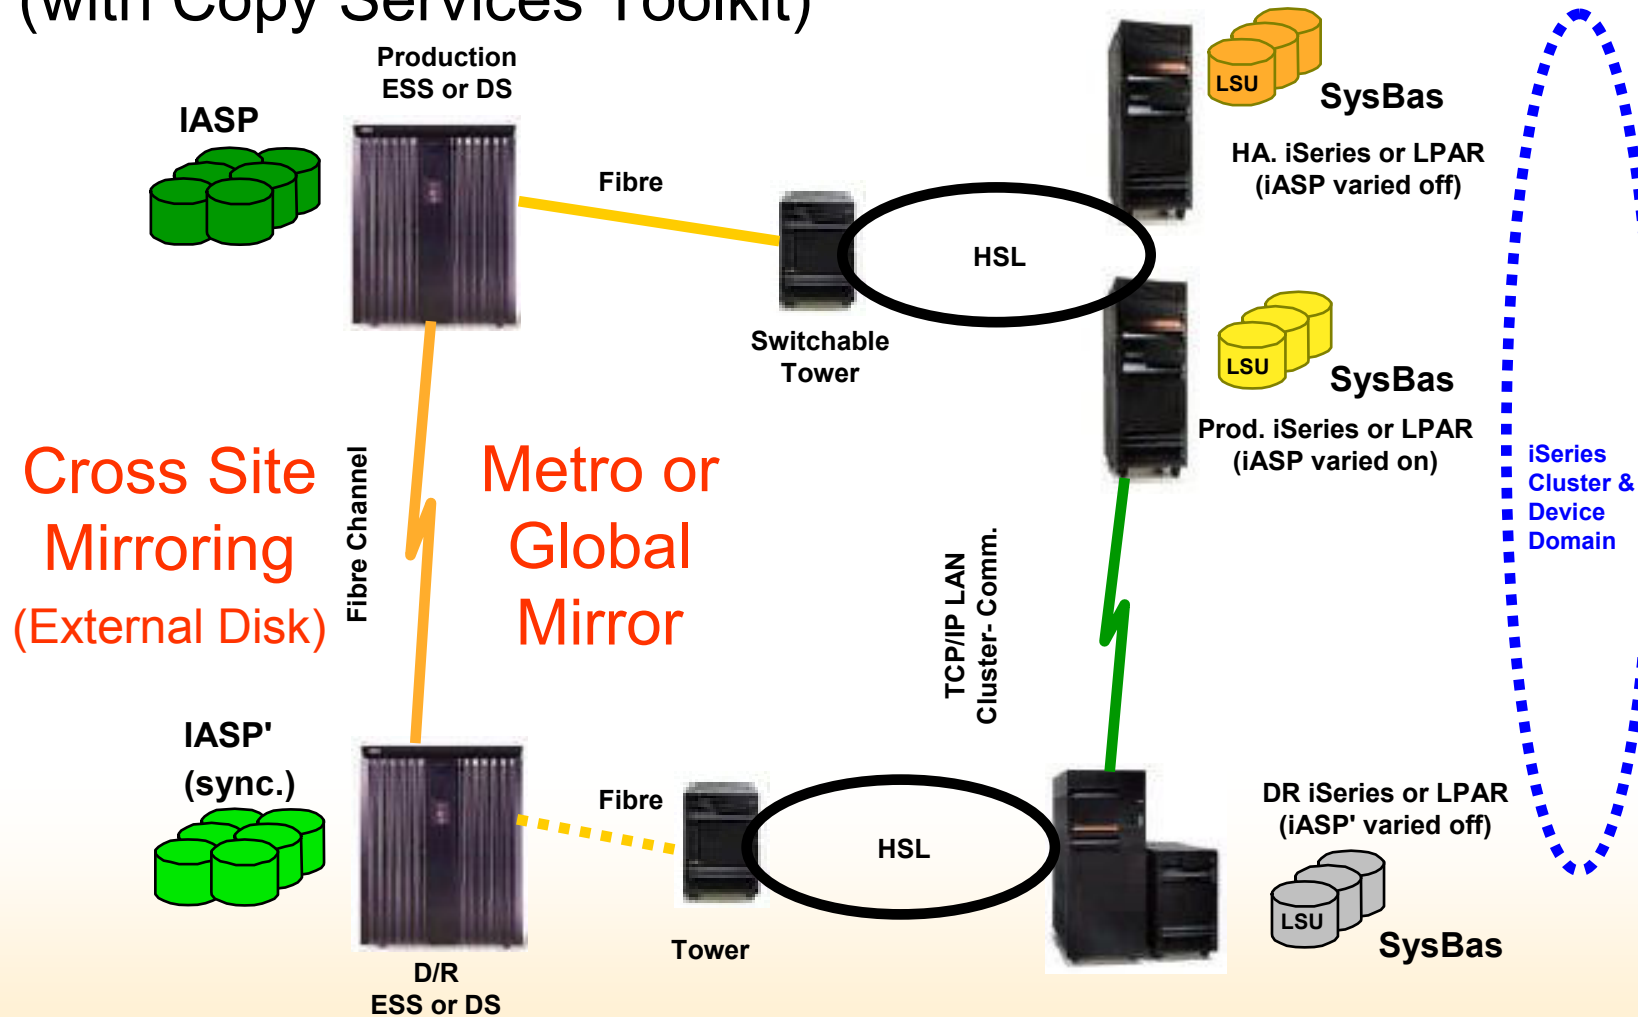 (with Copy Services Toolkit)
Production
ESS or DS
IASP
Fibre
HSL
Switchable
Tower
LSU
SysBas
HA. iSeries or LPAR
(iASP varied off)
LSU
SysBas
Prod. iSeries or LPAR
(iASP varied on)
iSeries
Cluster &
Device
Domain
Cross Site
Mirroring
(External Disk)
Fibre Channel
Metro or
Global
Mirror
TCP/IP LAN
Cluster- Comm.
IASP'
(sync.)
Fibre
HSL
Tower
D/R
ESS or DS
DR iSeries or LPAR
(iASP' varied off)
LSU
SysBas